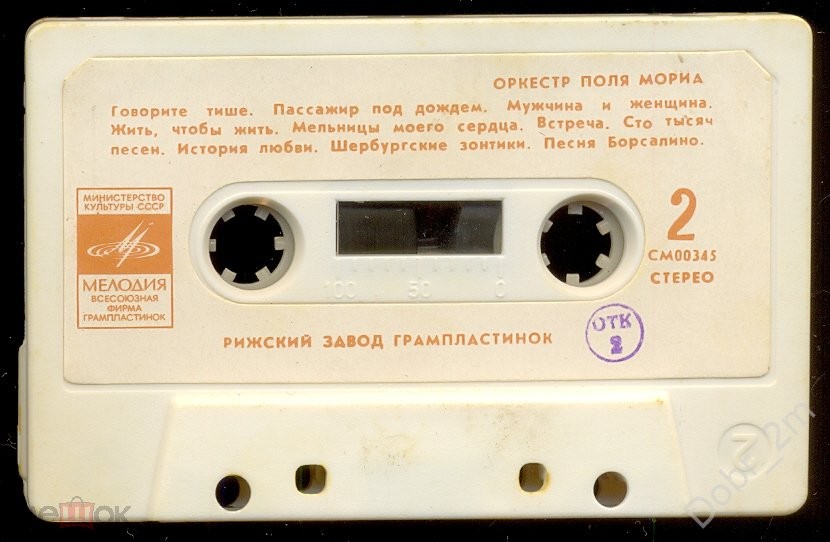 ОРКЕСТР ПОЛЯ МОРИА
Говорите тише. Пассажир под дождем. Мужчина и женщина.
Жить, чтобы жить. Мельницы моего сердца. Встреча. Сто тысяч
песен. История любви. Шербургские зонтики. Песня Борсалино.
МИНИСТЕРСТВО
КУЛЬТУРЫ СССР
МЕЛОДИЯ
ВСЕСОЮЗНАЯ
ФИРМА
ГРАМПЛАСТИНОК
2
СМ00345
СТЕРЕО
100 50 0
РИЖСКИЙ ЗАВОД ГРАМПЛАСТИНОК
ОТК
2
2